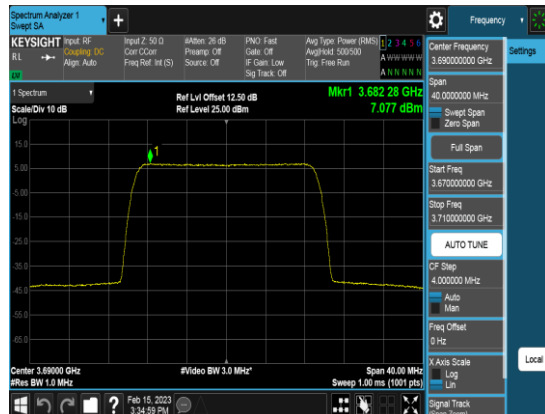 Spectrum Analyzer 1
Swept SA
+
Frequency
KEYSIGHT
RL
Input: RF
Coupling: DC
Align: Auto
Input Z: 50 Ω
Corr CCorr
Freq Ref: Int (S)
#Atten: 26 dB
Preamp: Off
Source: Off
PNO: Fast
Gate: Off
IF Gain: Low
Sig Track: Off
Avg Type: Power (RMS)
Avg|Hold: 500/500
Trig: Free Run
1 2 3 4 5 6
A W W W W W
A N N N N N
1 Spectrum
Scale/Div 10 dB
Ref Lvl Offset 12.50 dB
Ref Level 25.00 dBm
Mkr1 3.682 28 GHz
7.077 dBm
Log
15.0
5.00
-5.00
-15.0
-25.0
-35.0
-45.0
-55.0
-65.0
1
Center 3.69000 GHz
#Res BW 1.0 MHz
#Video BW 3.0 MHz*
Span 40.00 MHz
Sweep 1.00 ms (1001 pts)
Feb 15, 2023
3:34:59 PM
Center Frequency
3.690000000 GHz
Span
40.0000000 MHz
Swept Span
Zero Span
Full Span
Start Freq
3.670000000 GHz
Stop Freq
3.710000000 GHz
AUTO TUNE
CF Step
4.000000 MHz
Auto
Man
Freq Offset
0 Hz
X Axis Scale
Log
Lin
Signal Track
(Span Zoom)
Settings
Local